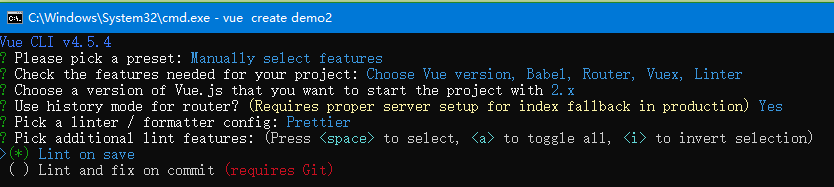 C:\Windows\System32\cmd.exe - vue create demo2
Vue CLI v4.5.4
? Please pick a preset: Manually select features
? Check the features needed for your project: Choose Vue version, Babel, Router, Vuex, Linter
? Choose a version of Vue.js that you want to start the project with 2.x
? Use history mode for router? (Requires proper server setup for index fallback in production) Yes
? Pick a linter / formatter config: Prettier
? Pick additional lint features: (Press <space> to select, <a> to toggle all, <i> to invert selection)
>(*) Lint on save
( ) Lint and fix on commit (requires Git)